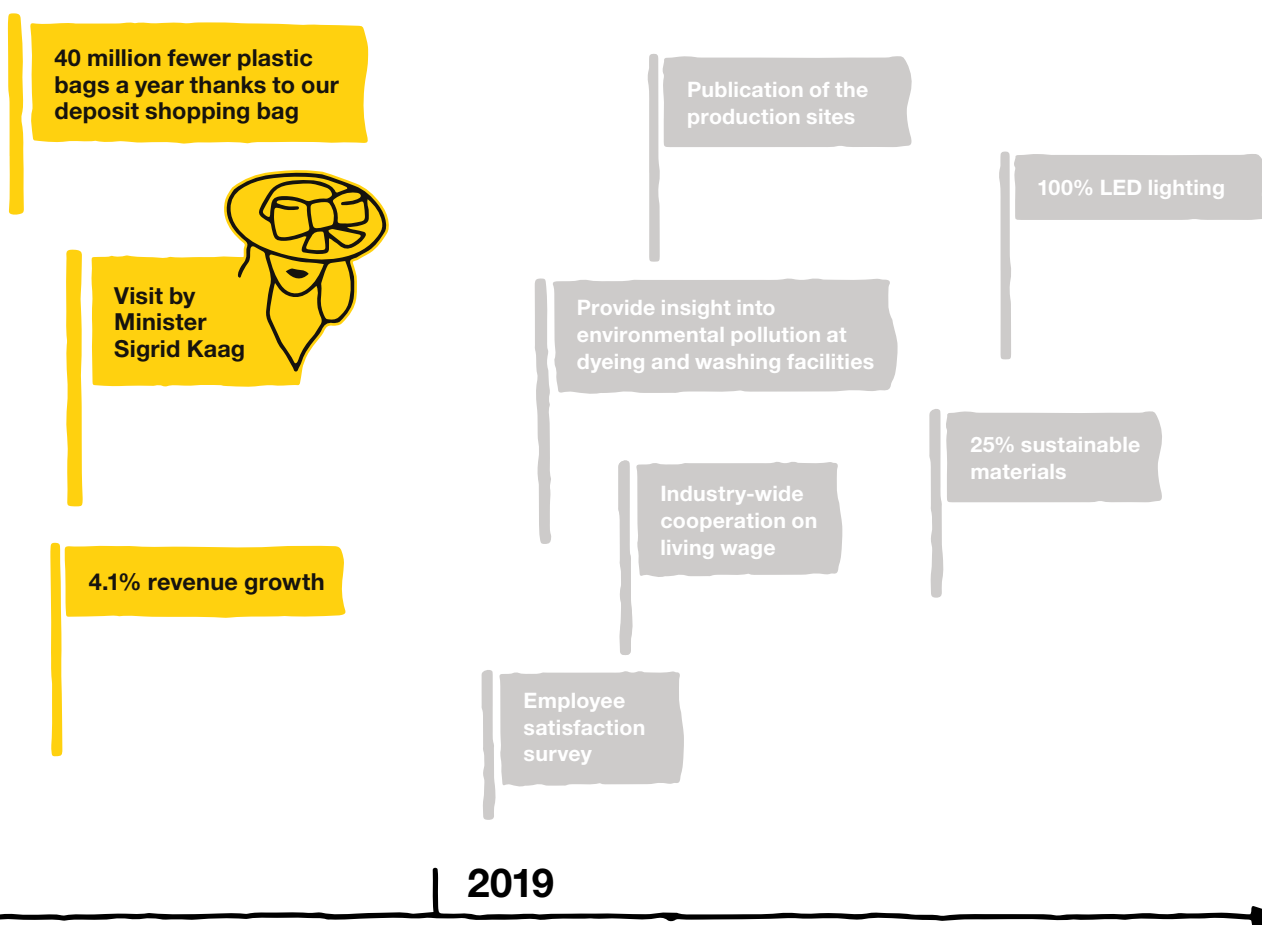 40 million fewer plastic
bags a year thanks to our
deposit shopping bag
Visit by
Minister
Sigrid Kaag
4.1% revenue growth
Publication of the
production sites
100% LED lighting
Provide insight into
environmental pollution at
dyeing and washing facilities
25% sustainable
materials
Industry-wide
cooperation on
living wage
Employee
satisfaction
survey
2019